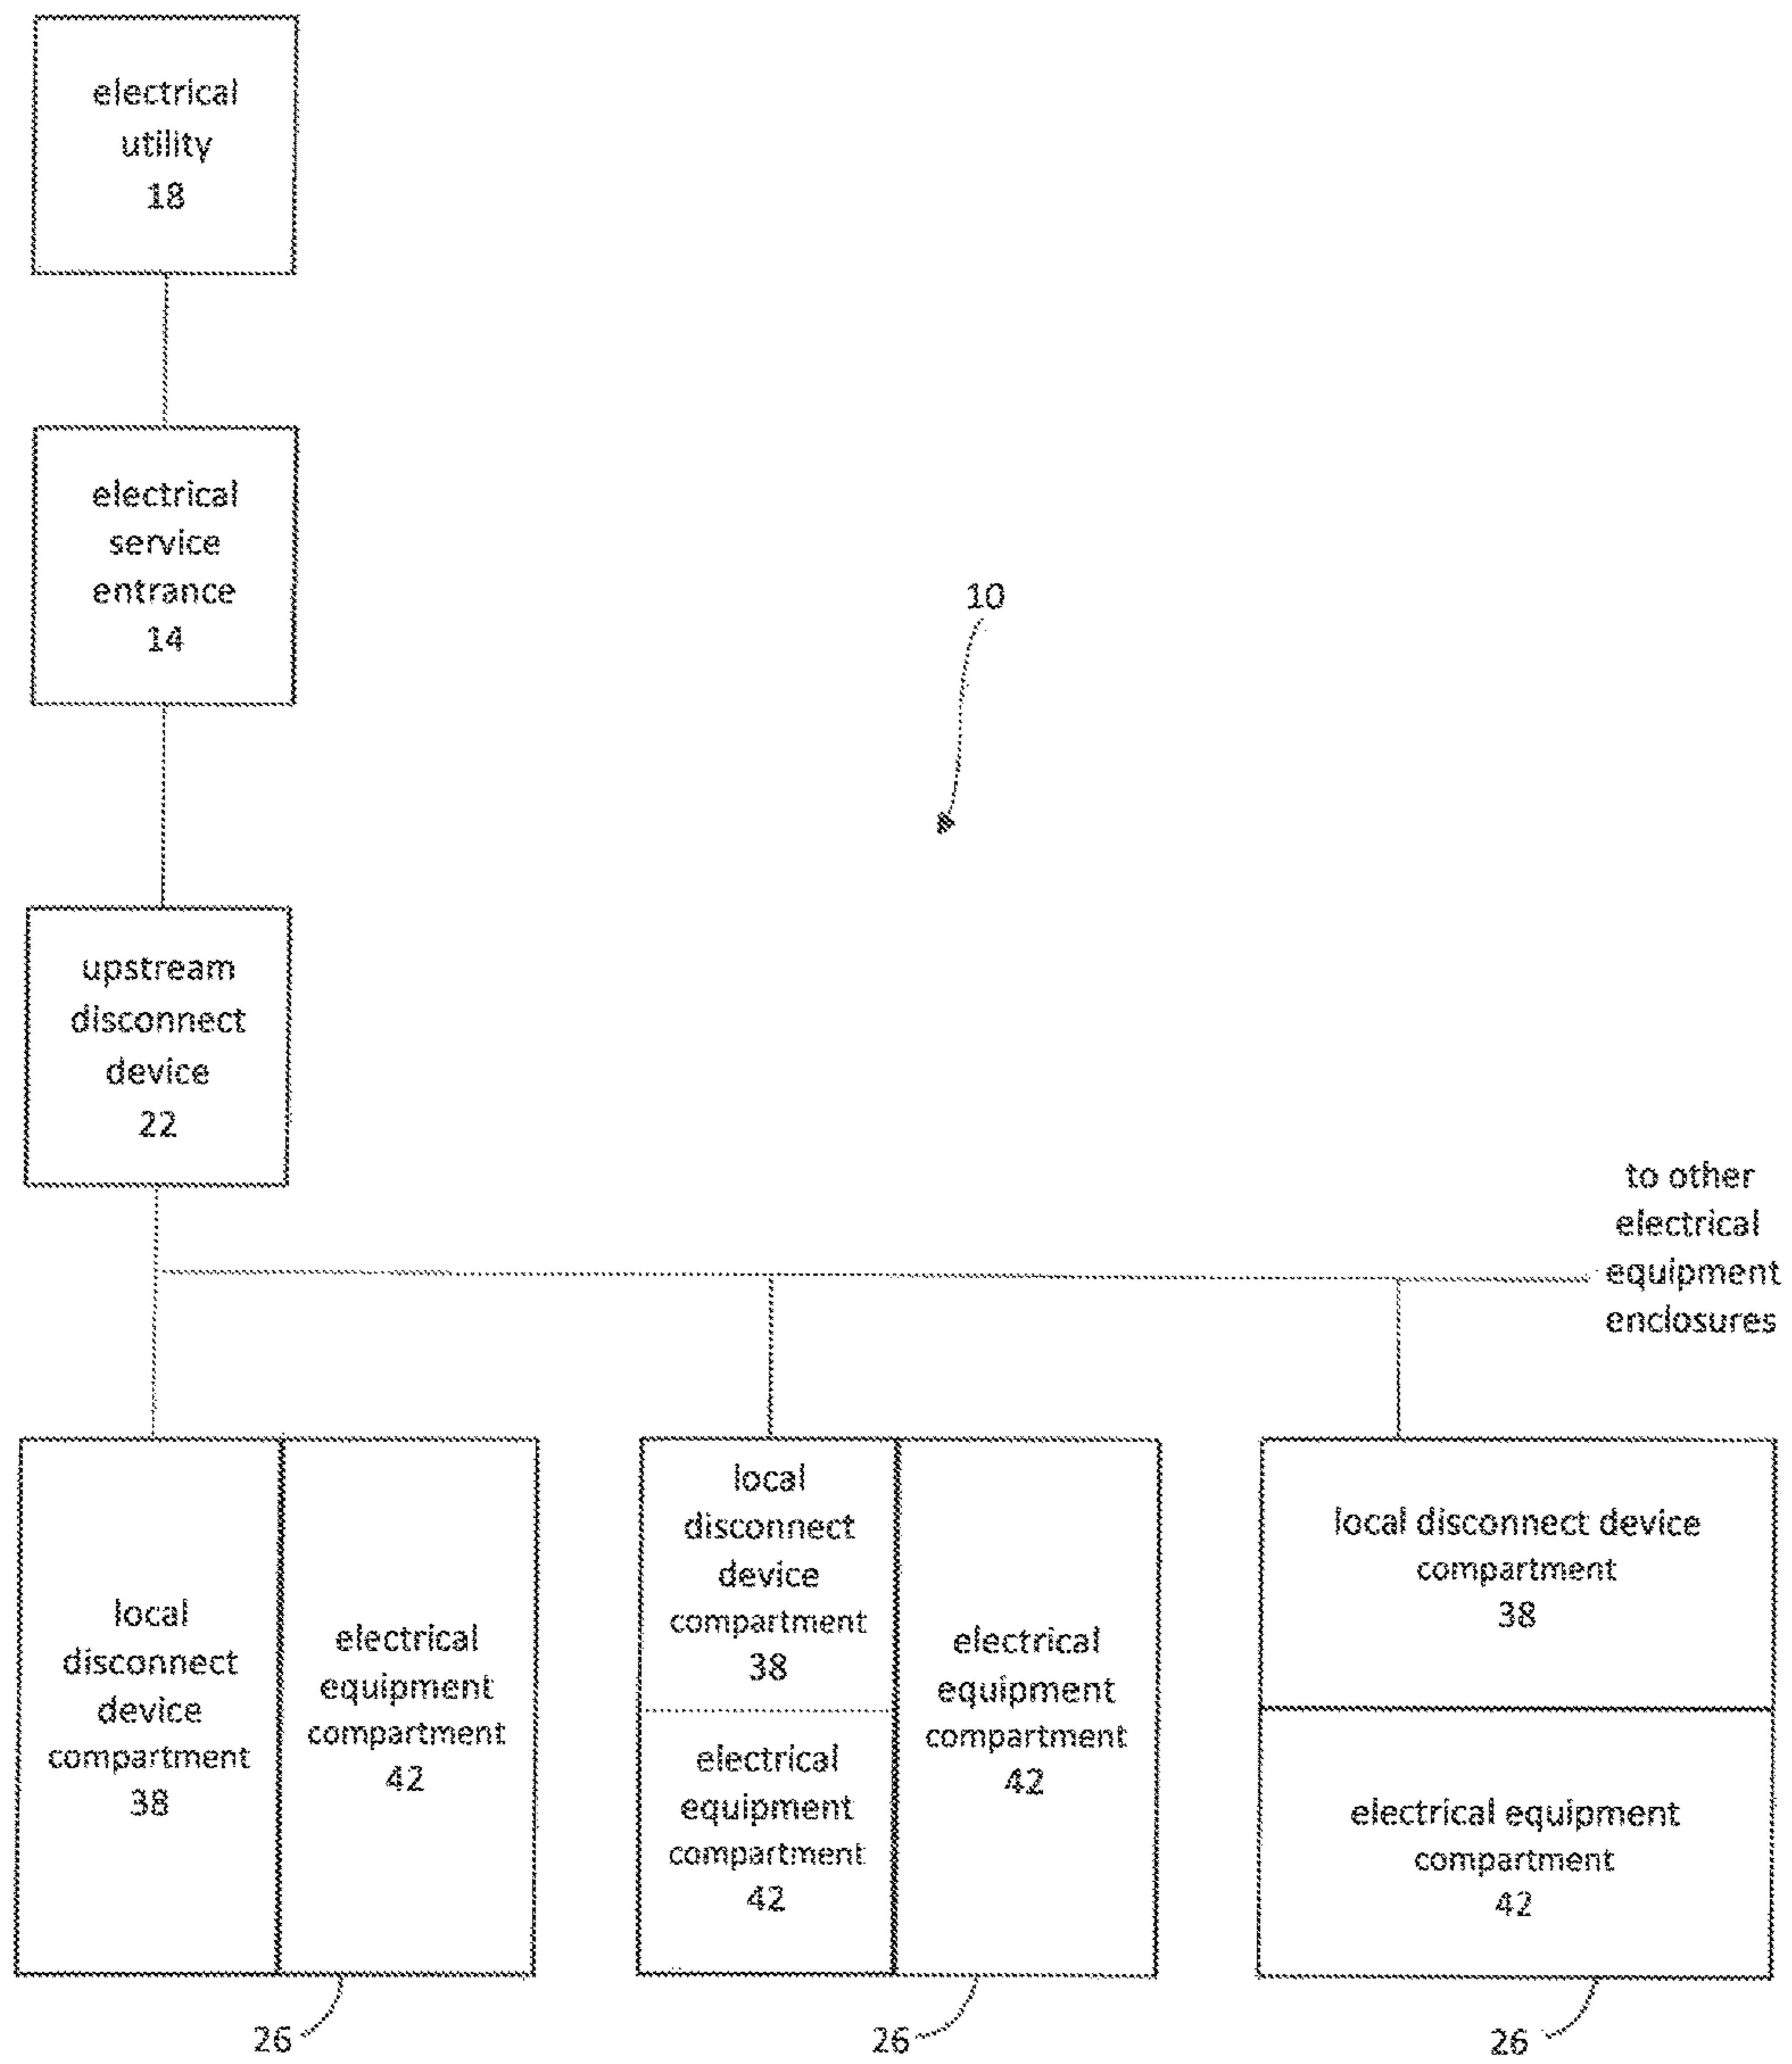 electrical
utility
18
electrical
service
entrance
14
10
upstream
disconnect
device
22
to other
electrical
equipment
enclosures
local
disconnect
device
compartment
38
electrical
equipment
compartment
42
local
disconnect
device
compartment
38
electrical
equipment
compartment
42
electrical
equipment
compartment
42
local disconnect device
compartment
38
electrical equipment
compartment
42
26
26
26